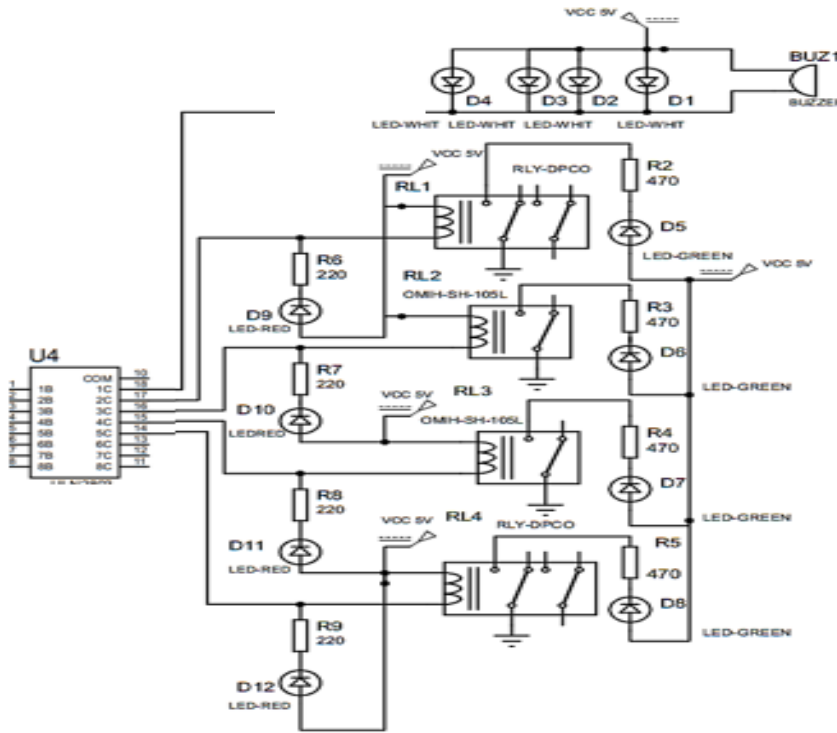 VCC 5V
BUZ1
D4 D3 D2 D1
BUZZER
LED-WHIT LED-WHIT LED-WHIT LED-WHIT
VCC 5V
RL1
RLY-DPCO
R2
470
D5
LED-GREEN
R6
220
RL2
VCC 5V
OMIH-SH-105L
D9
LED-RED
R3
470
D6
U4
R7
220
VCC 5V
RL3
LED-GREEN
D10
LEDRED
OMIH-SH-105L
R4
470
COM 10
1 1B 1C 18
2 2B 2C 17
3 3B 3C 16
4 4B 4C 15
5 5B 5C 14
6 6B 6C 13
7 7B 7C 12
8 8B 8C 11
R8
220
D7
VCC 5V
RL4
LED-GREEN
D11
LED-RED
RLY-DPCO
R5
470
D8
R9
220
LED-GREEN
D12
LED-RED